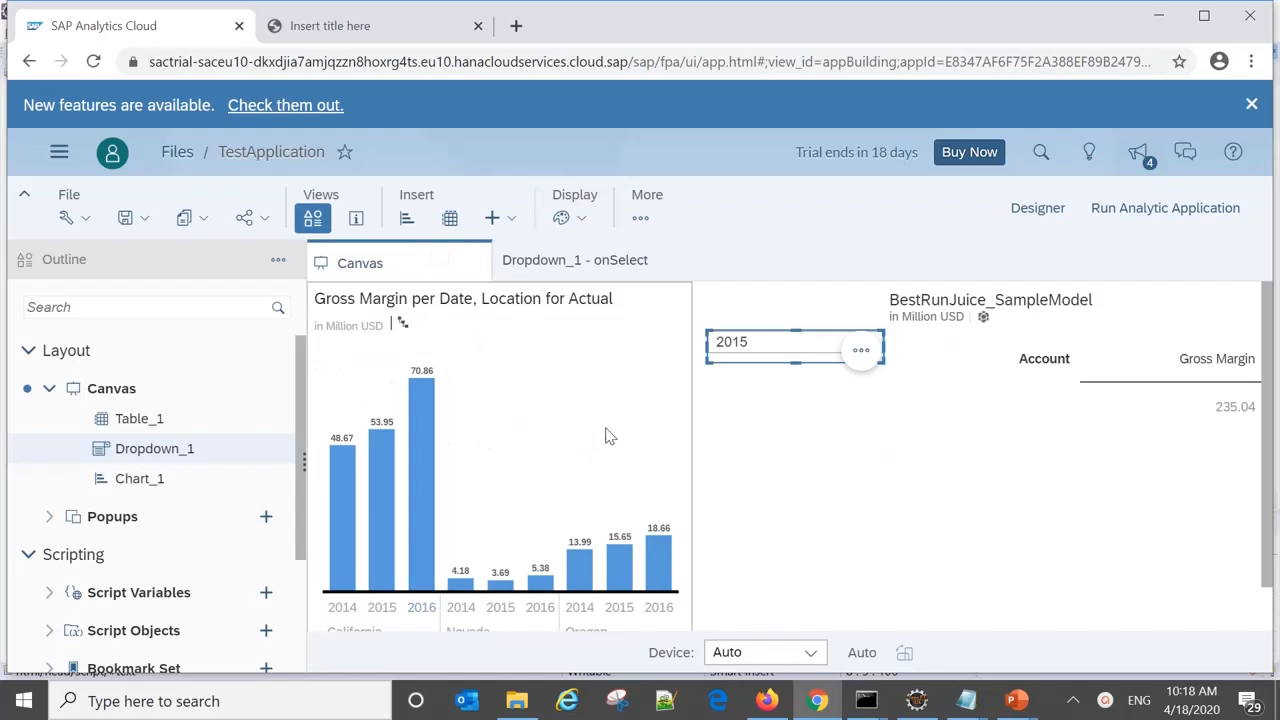 SAP Analytics Cloud
Insert title here
sactrial-saceu10-dkxdjia7amjqzzn8hoxrg4ts.eu10.hanacloudservices.cloud.sap/sap/fpa/ui/app.html#;view_id=appBuilding;appId=E8347AF6F75F2A388EF89B2479...
New features are available. Check them out.
Files / TestApplication
Trial ends in 18 days
Buy Now
4
File
Views
Insert
Display
More
Designer
Run Analytic Application
Outline
Canvas
Dropdown_1 - onSelect
Search
Layout
Canvas
Table_1
Dropdown_1
Chart_1
Popups
Scripting
Script Variables
Script Objects
Bookmark Set
Gross Margin per Date, Location for Actual
in Million USD
70.86
53.95
48.67
18.66
15.65
13.99
4.18
3.69
5.38
2014 2015 2016 2014 2015 2016 2014 2015 2016
California Nevada Oregon
2015
BestRunJuice_SampleModel
in Million USD
Account
Gross Margin
235.04
Device:
Auto
Auto
Type here to search
ENG
10:18 AM
4/18/2020
29